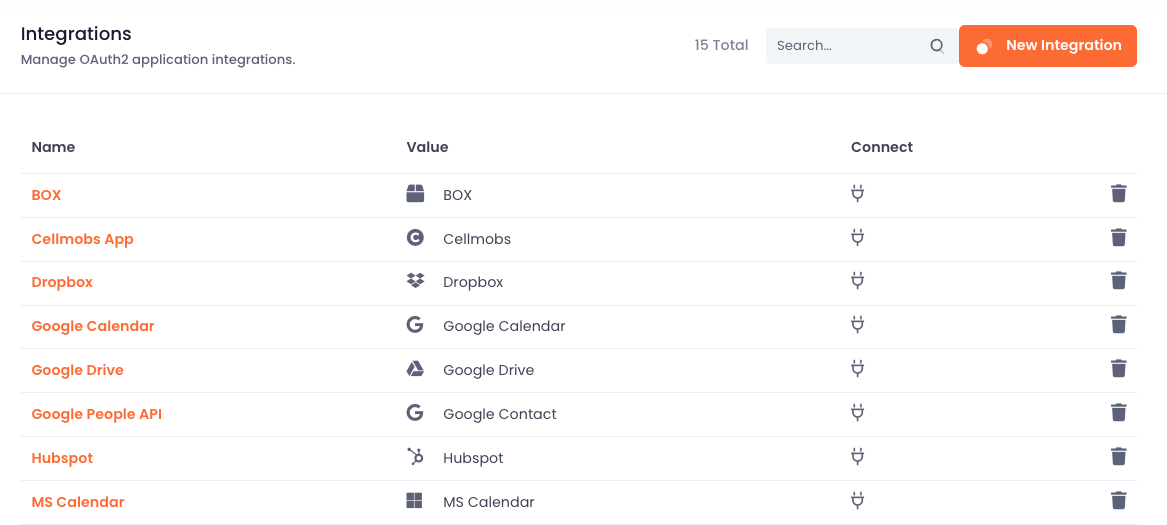 Integrations
Manage OAuth2 application integrations.
15 Total
Search...
New Integration
Name Value Connect
BOX BOX
Cellmobs App Cellmobs
Dropbox Dropbox
Google Calendar Google Calendar
Google Drive Google Drive
Google People API Google Contact
Hubspot Hubspot
MS Calendar MS Calendar